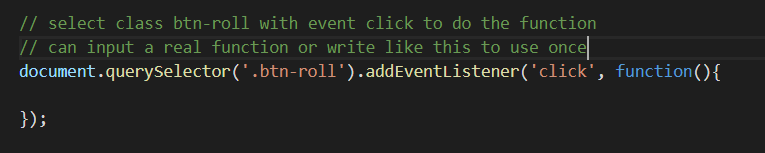 // select class btn-roll with event click to do the function
// can input a real function or write like this to use once
document.querySelector('.btn-roll').addEventListener('click', function(){
});